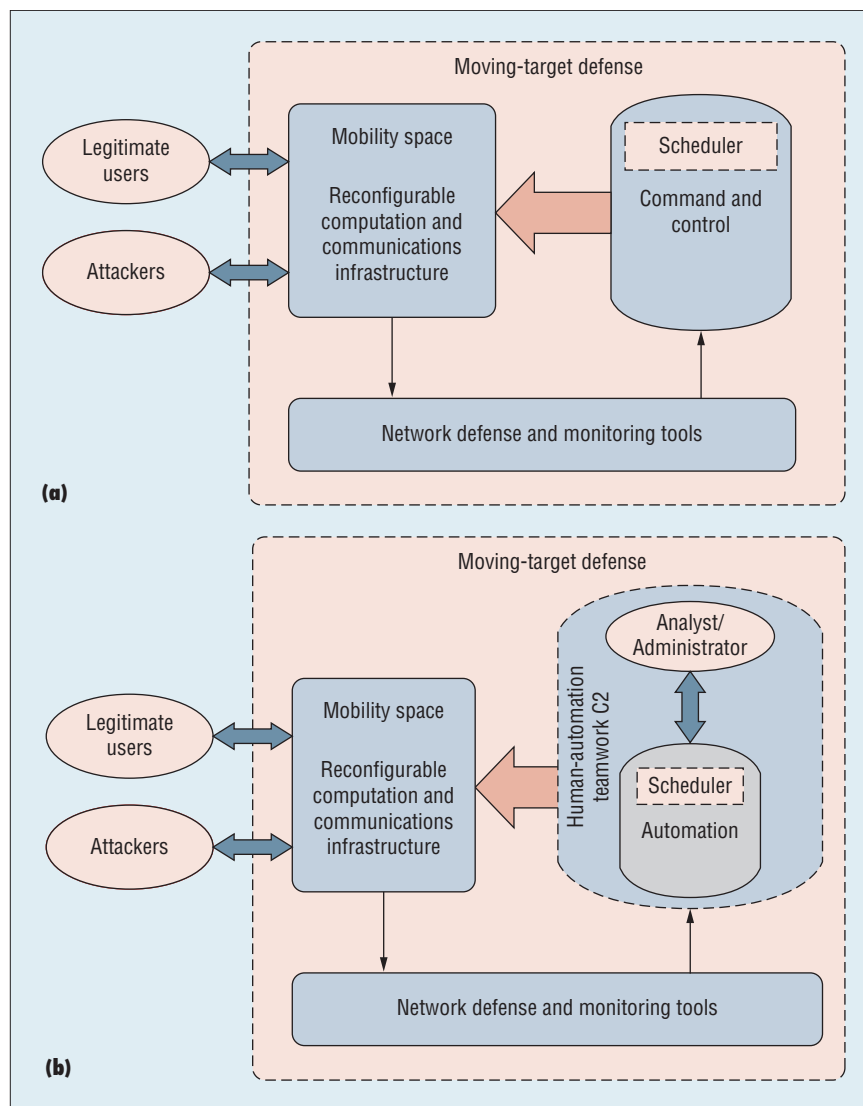 Moving-target defense
Legitimate
users
Attackers
Mobility space
Reconfigurable
computation and
communications
infrastructure
Scheduler
Command and
control
Network defense and monitoring tools
(a)
Moving-target defense
Legitimate
users
Attackers
Mobility space
Reconfigurable
computation and
communications
infrastructure
Human-automation
teamwork C2
Analyst/
Administrator
Scheduler
Automation
Network defense and monitoring tools
(b)